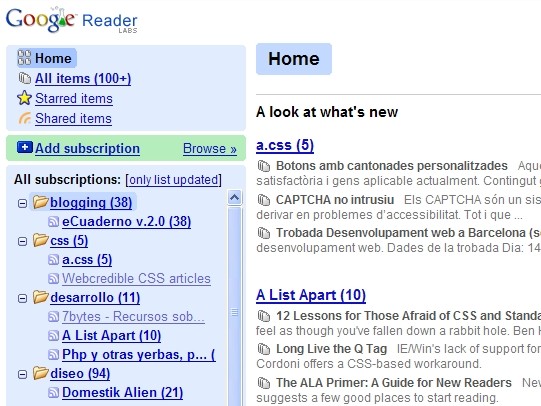 Google Reader
LABS
Home
All items (100+)
Starred items
Shared items
Add subscription Browse »
All subscriptions: [only list updated]
blogging (38)
eCuaderno v.2.0 (38)
css (5)
a.css (5)
Webcredible CSS articles
desarrollo (11)
7bytes - Recursos sob...
A List Apart (10)
Php y otras yerbas, p... (
diseo (94)
Domestik Alien (21)
Home
A look at what's new
a.css (5)
Botons amb cantonades personalitzades Aque
satisfactòria i gens aplicable actualment. Contingut
CAPTCHA no intrusiu Els CAPTCHA són un sis
derivar en problemes d'accessibilitat. Tot i que ...
Trobada Desenvolupament web a Barcelona (s
desenvolupament web. Dades de la trobada Dia: 14
A List Apart (10)
12 Lessons for Those Afraid of CSS and Standa
feel as though you've fallen down a rabbit hole. Ben H
Long Live the Q Tag IE/Win's lack of support for
Cordoni offers a CSS-based workaround.
The ALA Primer: A Guide for New Readers New
suggests a few good places to start reading.